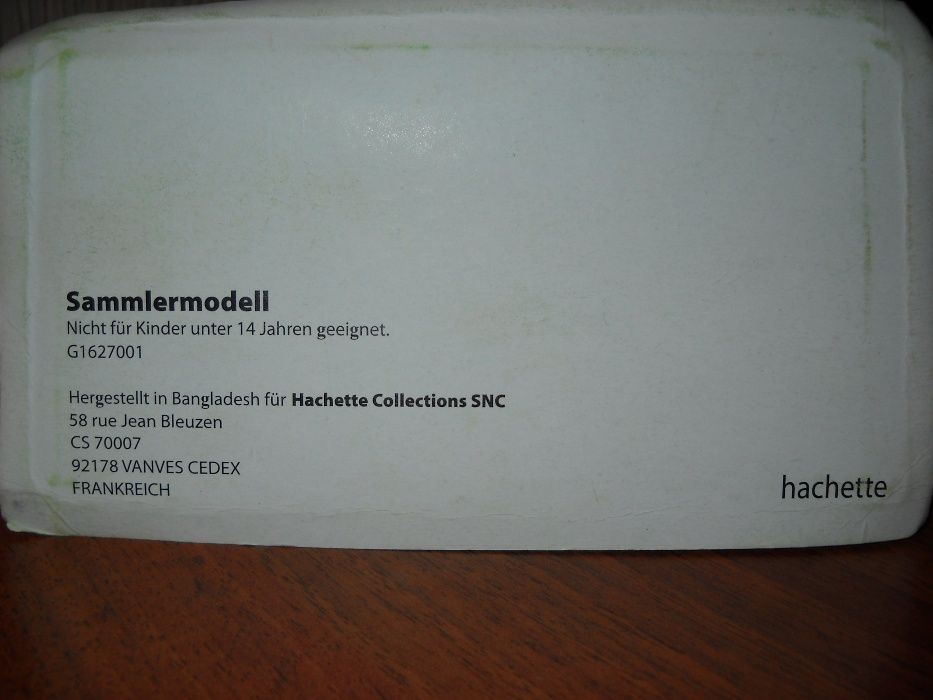 Sammlermodell
Nicht für Kinder unter 14 Jahren geeignet.
G1627001
Hergestellt in Bangladesh für Hachette Collections SNC
58 rue Jean Bleuzen
CS 70007
92178 VANVES CEDEX
FRANKREICH
hachette